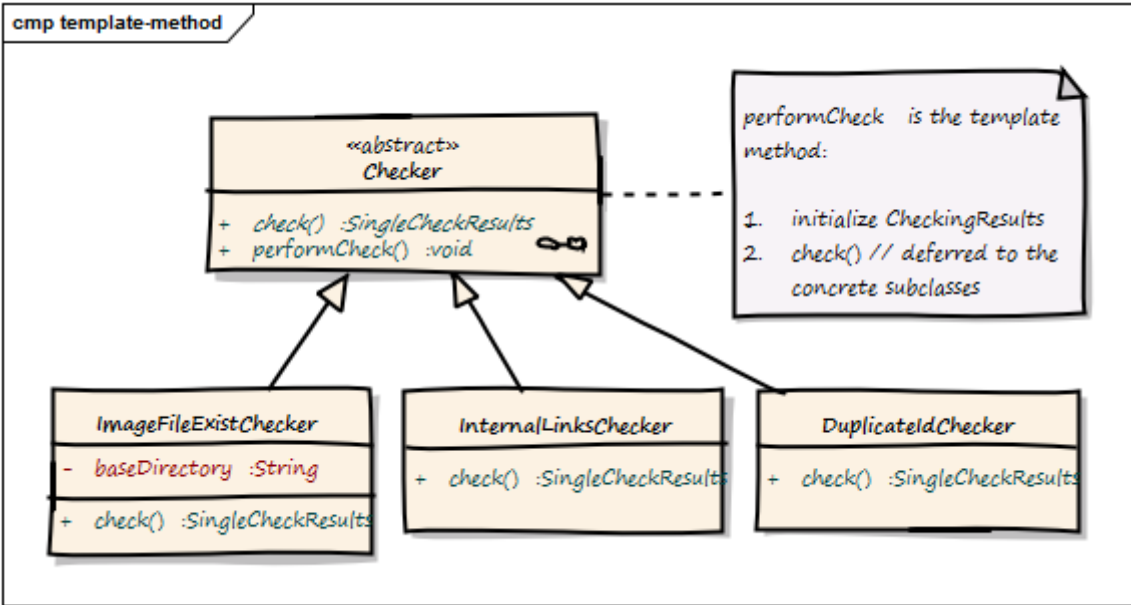 cmp template-method
«abstract»
Checker
+ check() :SingleCheckResults
+ performCheck() :void
performCheck is the template
method:
1. initialize CheckingResults
2. check() // deferred to the
concrete subclasses
ImageFileExistChecker
- baseDirectory :String
+ check() :SingleCheckResults
InternalLinksChecker
+ check() :SingleCheckResults
DuplicateIdChecker
+ check() :SingleCheckResults